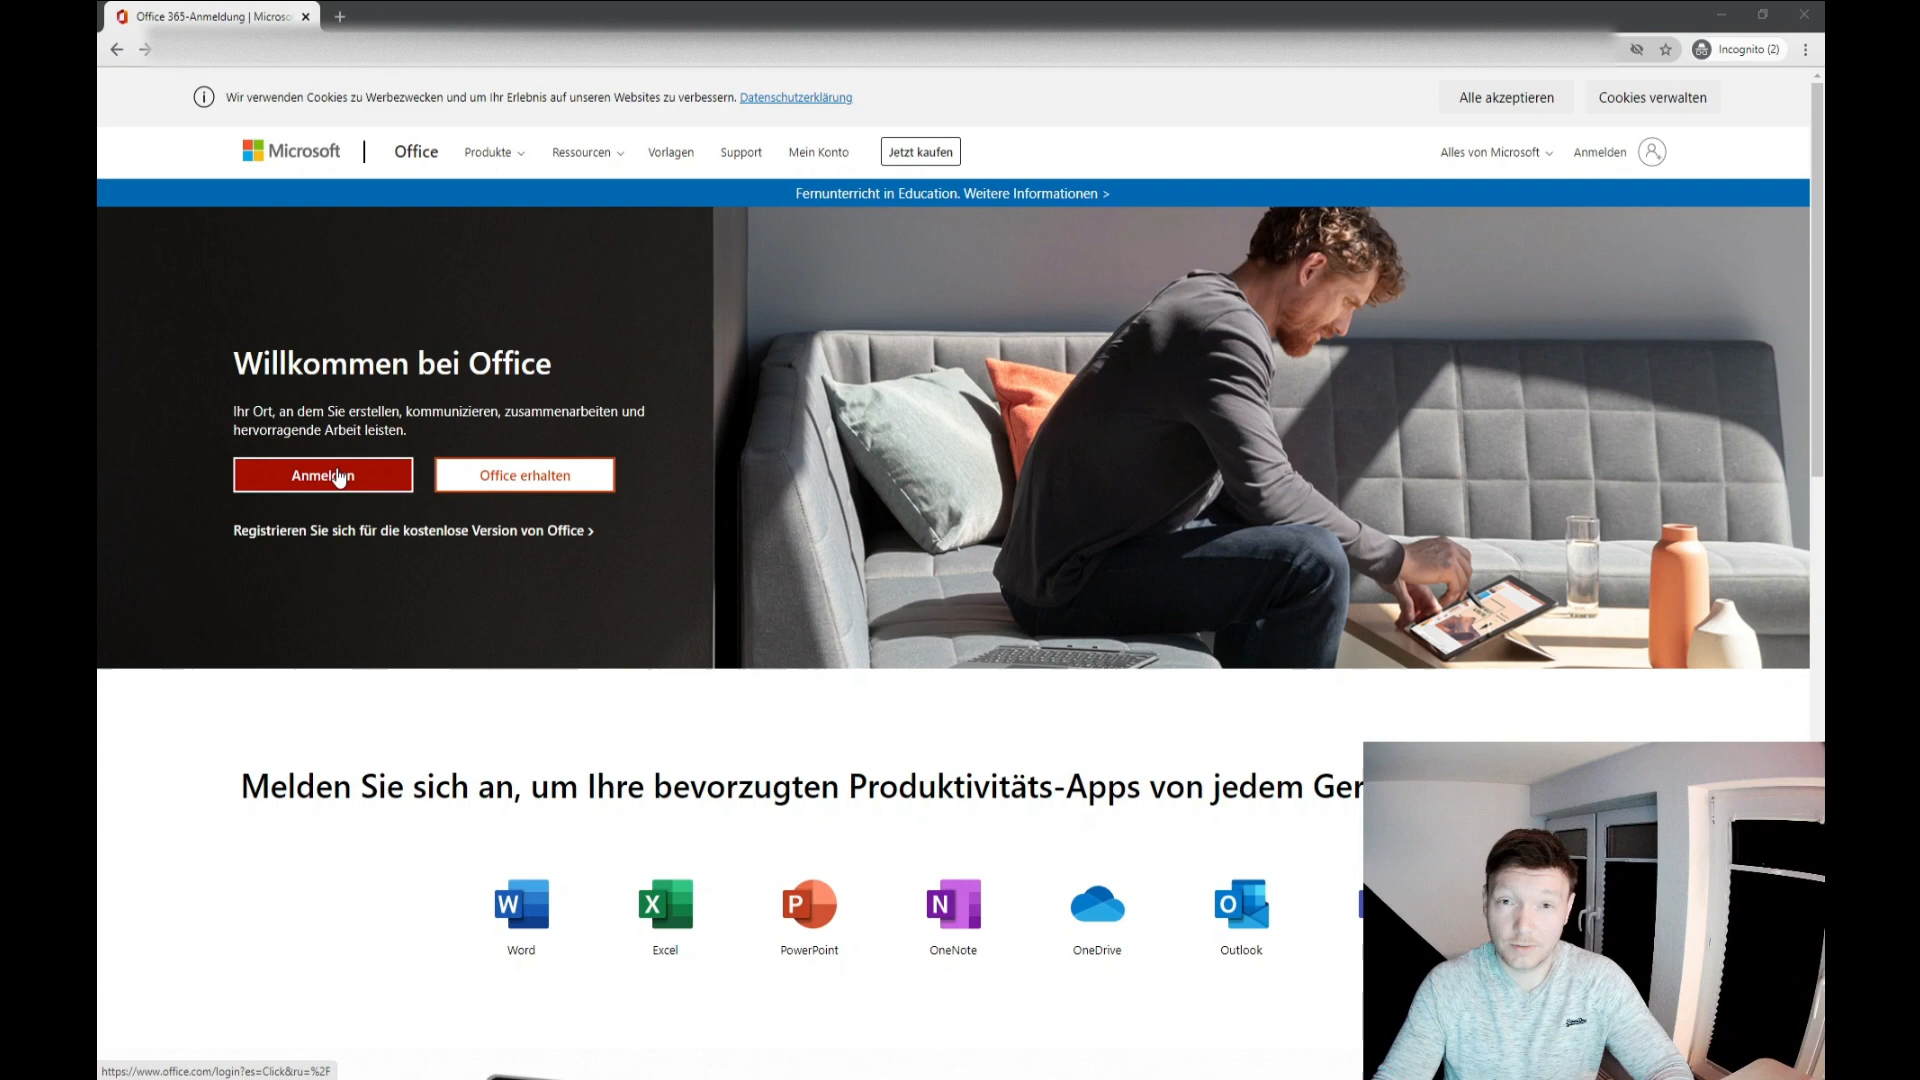 Office 365-Anmeldung | Microso
Incognito (2)
Wir verwenden Cookies zu Werbezwecken und um Ihr Erlebnis auf unseren Websites zu verbessern. Datenschutzerklärung
Alle akzeptieren
Cookies verwalten
Microsoft
Office
Produkte
Ressourcen
Vorlagen
Support
Mein Konto
Jetzt kaufen
Alles von Microsoft
Anmelden
Fernunterricht in Education. Weitere Informationen >
Willkommen bei Office
Ihr Ort, an dem Sie erstellen, kommunizieren, zusammenarbeiten und
hervorragende Arbeit leisten.
Anmelden
Office erhalten
Registrieren Sie sich für die kostenlose Version von Office >
Melden Sie sich an, um Ihre bevorzugten Produktivitäts-Apps von jedem Ger
W
X
P
N
O
Word
Excel
PowerPoint
OneNote
OneDrive
Outlook
https://www.office.com/login?es=Click&ru=%2F